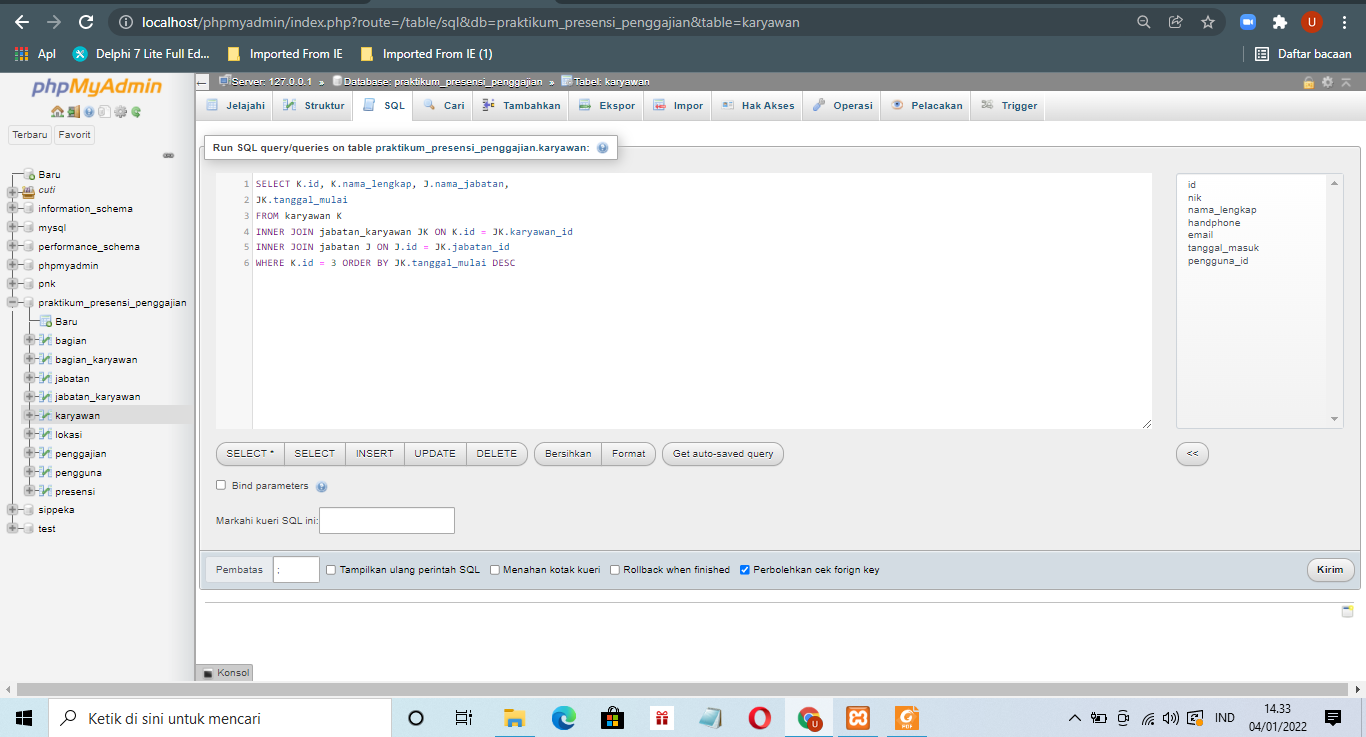 localhost/phpmyadmin/index.php?route=/table/sql&db=praktikum_presensi_penggajian&table=karyawan
U
Apl
Delphi 7 Lite Full Ed...
Imported From IE
Imported From IE (1)
Daftar bacaan
phpMyAdmin
Terbaru
Favorit
Baru
cuti
information_schema
mysql
performance_schema
phpmyadmin
pnk
praktikum_presensi_penggajian
Baru
bagian
bagian_karyawan
jabatan
jabatan_karyawan
karyawan
lokasi
penggajian
pengguna
presensi
sippeka
test
Server: 127.0.0.1 » Database: praktikum_presensi_penggajian » Tabel: karyawan
Jelajahi
Struktur
SQL
Cari
Tambahkan
Ekspor
Impor
Hak Akses
Operasi
Pelacakan
Trigger
Run SQL query/queries on table praktikum_presensi_penggajian.karyawan:
1 SELECT K.id, K.nama_lengkap, J.nama_jabatan,
2 JK.tanggal_mulai
3 FROM karyawan K
4 INNER JOIN jabatan_karyawan JK ON K.id = JK.karyawan_id
5 INNER JOIN jabatan J ON J.id = JK.jabatan_id
6 WHERE K.id = 3 ORDER BY JK.tanggal_mulai DESC
id
nik
nama_lengkap
handphone
email
tanggal_masuk
pengguna_id
SELECT *
SELECT
INSERT
UPDATE
DELETE
Bersihkan
Format
Get auto-saved query
<<
Bind parameters
Markahi kueri SQL ini:
Pembatas
;
Tampilkan ulang perintah SQL
Menahan kotak kueri
Rollback when finished
Perbolehkan cek forign key
Kirim
Konsol
Ketik di sini untuk mencari
IND
14.33
04/01/2022